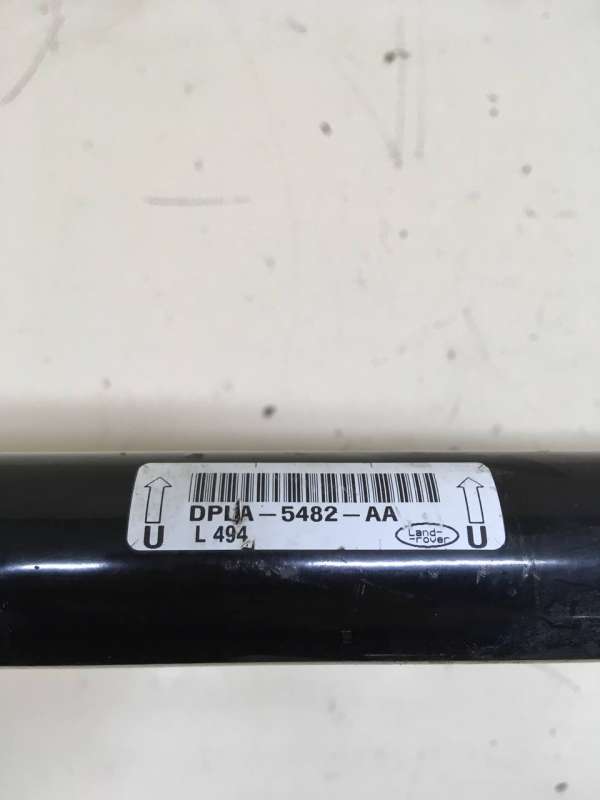 DPLA-5482-AA
L 494
Land-
-rover
U
U